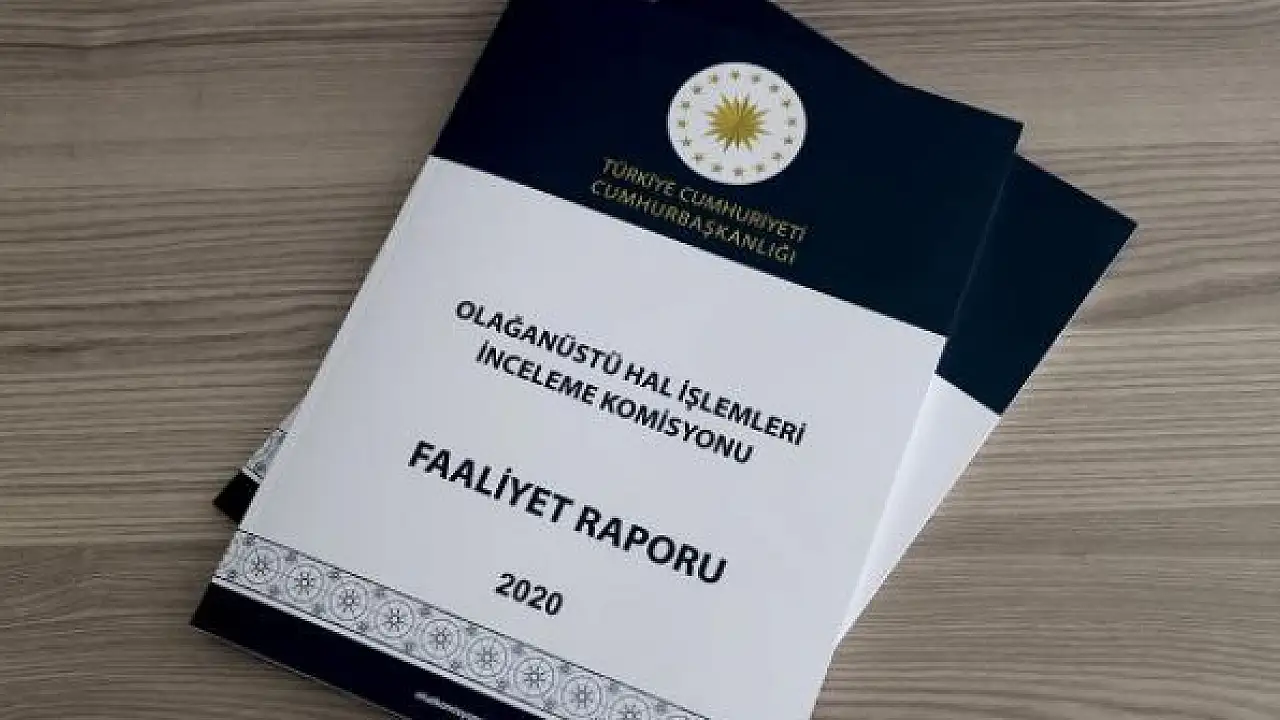 TÜRKİYE CUMHURİYETİ
CUMHURBAŞKANLIĞI
OLAĞANÜSTÜ HAL İŞLEMLERİ
İNCELEME KOMİSYONU
FAALİYET RAPORU
2020